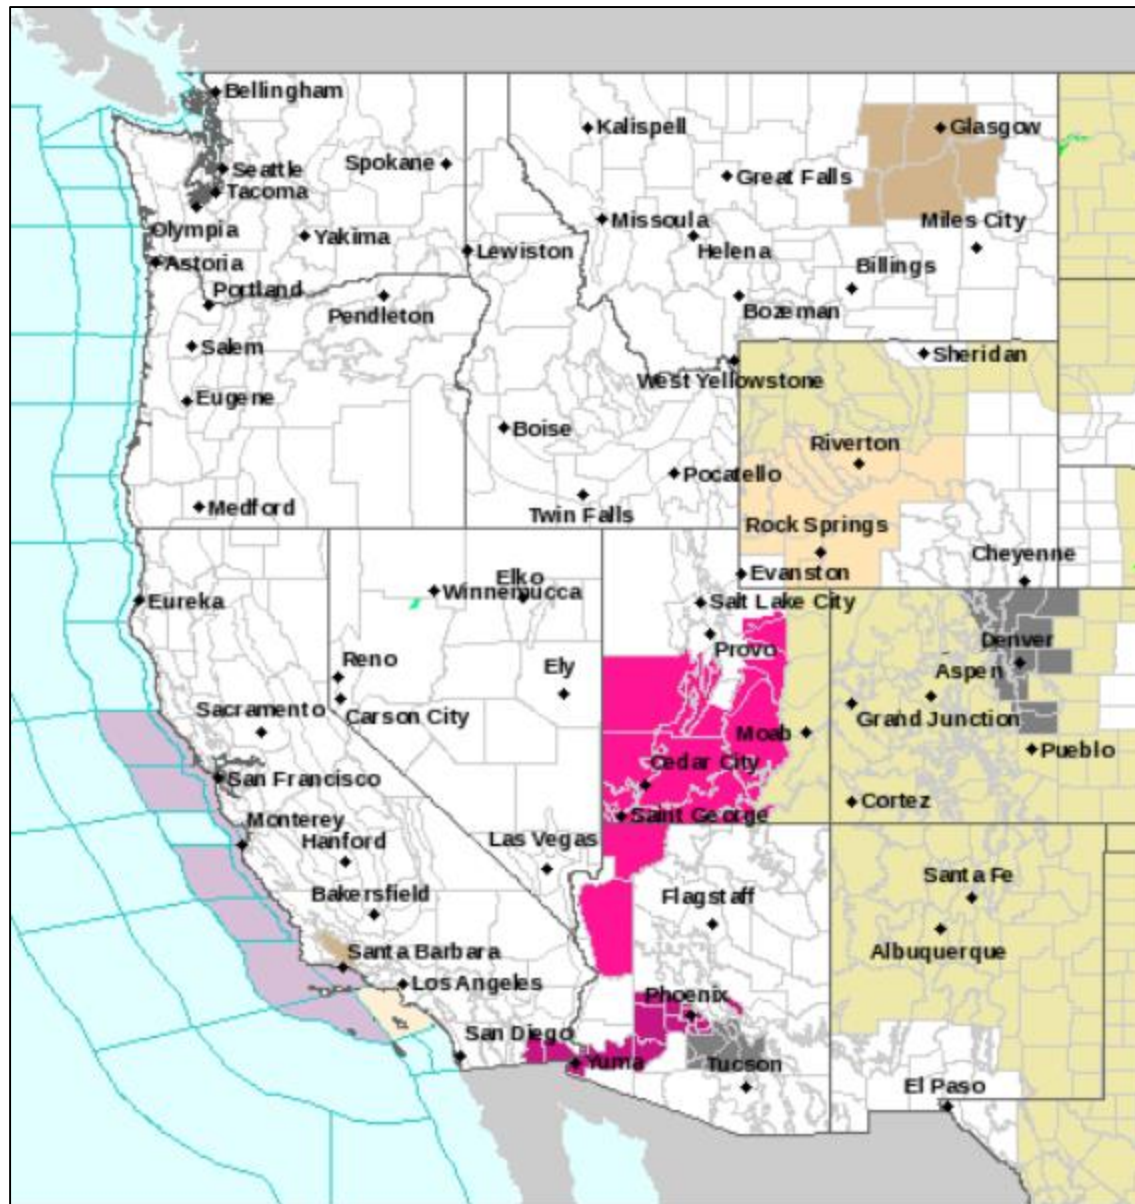 Bellingham
Kalispell
Glasgow
Spokane
Seattle
Great Falls
Tacoma
Olympia
Yakima
Missoula
Miles City
Lewiston
Helena
Astoria
Billings
Portland
Pendleton
Bozeman
Salem
Sheridan
West Yellowstone
Eugene
Boise
Riverton
Pocatello
Medford
Twin Falls
Rock Springs
Cheyenne
Elko
Evanston
Winnemucca
Eureka
Salt Lake City
Denver
Provo
Reno
Ely
Aspen
Sacramento
Carson City
Grand Junction
Moab
Pueblo
Cedar City
San Francisco
Cortez
Monterey
Saint George
Hanford
Las Vegas
Santa Fe
Bakersfield
Flagstaff
Santa Barbara
Albuquerque
Los Angeles
Phoenix
San Diego
Yuma
Tucson
El Paso